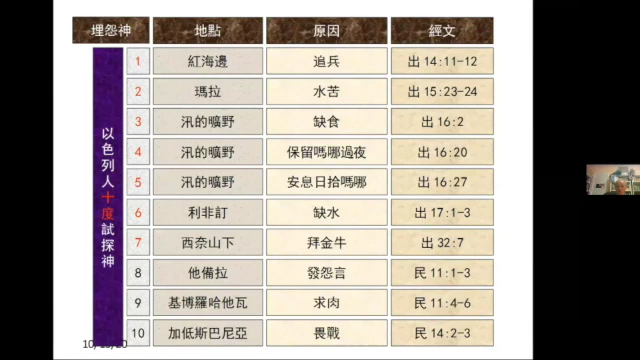 埋怨神 地點 原因 經文
以色列人十度試探神
1 紅海邊 追兵 出 14:11-12
2 瑪拉 水苦 出 15:23-24
3 汛的曠野 缺食 出 16:2
4 汛的曠野 保留嗎哪過夜 出 16:20
5 汛的曠野 安息日拾嗎哪 出 16:27
6 利非訂 缺水 出 17:1-3
7 西奈山下 拜金牛 出 32:7
8 他備拉 發怨言 民 11:1-3
9 基博羅哈他瓦 求肉 民 11:4-6
10 加低斯巴尼亞 畏戰 民 14:2-3